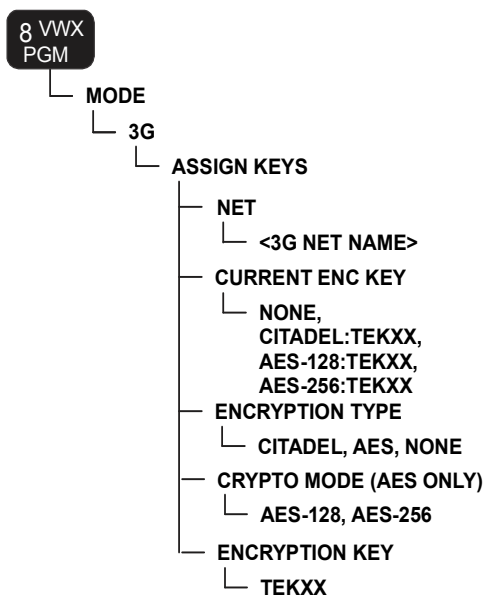 8 VWX
PGM
MODE
3G
ASSIGN KEYS
NET
<3G NET NAME>
CURRENT ENC KEY
NONE,
CITADEL:TEKXX,
AES-128:TEKXX,
AES-256:TEKXX
ENCRYPTION TYPE
CITADEL, AES, NONE
CRYPTO MODE (AES ONLY)
AES-128, AES-256
ENCRYPTION KEY
TEKXX